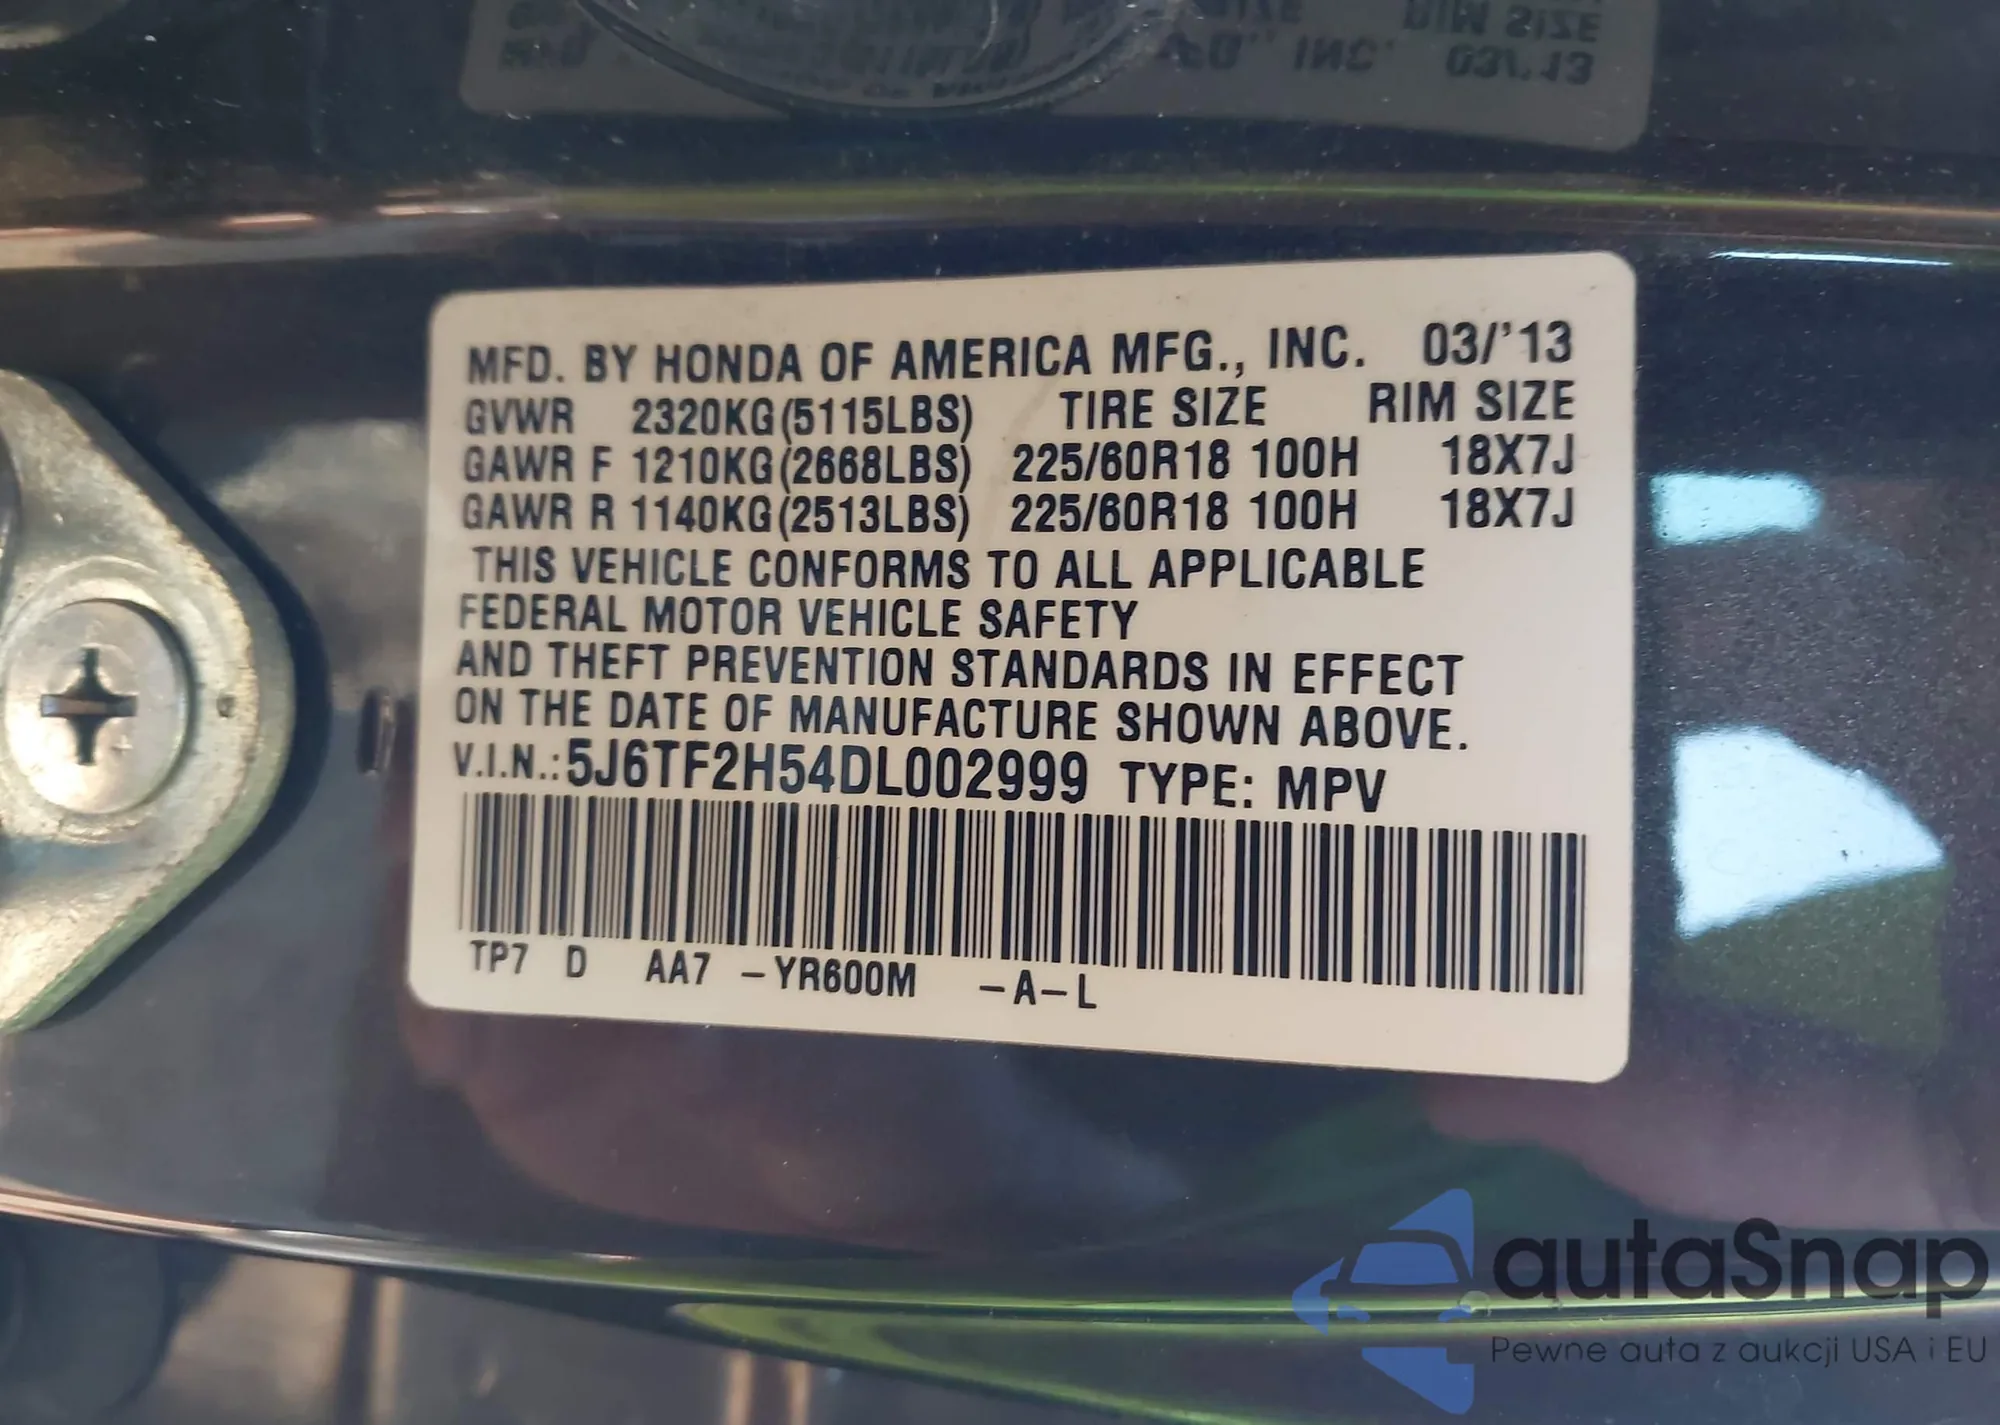 MFD. BY HONDA OF AMERICA MFG., INC. 03/'13
GVWR 2320KG(5115LBS) TIRE SIZE RIM SIZE
GAWR F 1210KG(2668LBS) 225/60R18 100H 18X7J
GAWR R 1140KG(2513LBS) 225/60R18 100H 18X7J
THIS VEHICLE CONFORMS TO ALL APPLICABLE
FEDERAL MOTOR VEHICLE SAFETY
AND THEFT PREVENTION STANDARDS IN EFFECT
ON THE DATE OF MANUFACTURE SHOWN ABOVE.
V.I.N.:5J6TF2H54DL002999 TYPE: MPV
TP7 D AA7 -YR600M -A-L
autaSnap
Pewne auta z aukcji USA i EU